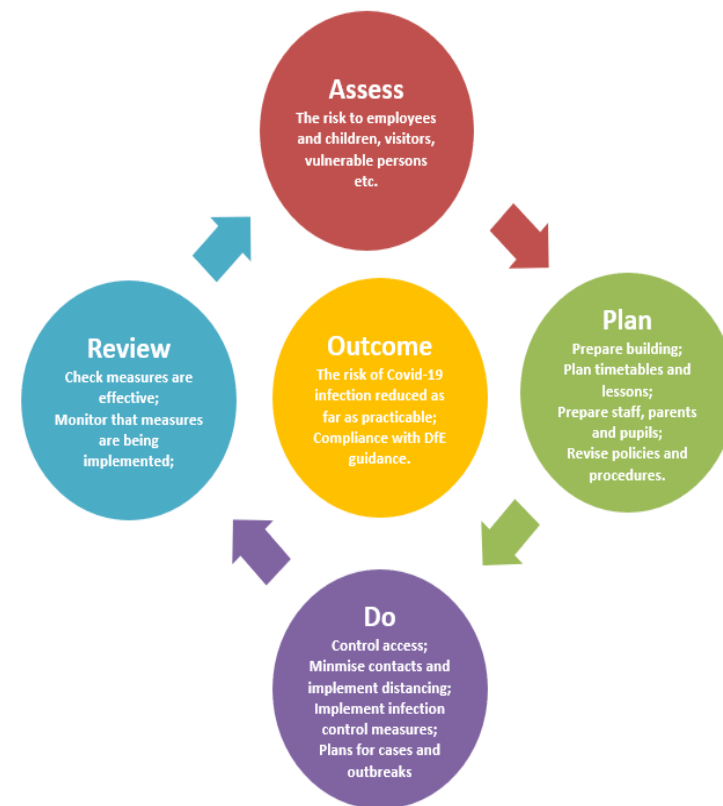 Assess
The risk to employees
and children, visitors,
vulnerable persons
etc.
Plan
Prepare building;
Plan timetables and
lessons;
Prepare staff, parents
and pupils;
Revise policies and
procedures.
Do
Control access;
Minmise contacts and
implement distancing;
Implement infection
control measures;
Plans for cases and
outbreaks
Review
Check measures are
effective;
Monitor that measures
are being
implemented;
Outcome
The risk of Covid-19
infection reduced as
far as practicable;
Compliance with DfE
guidance.